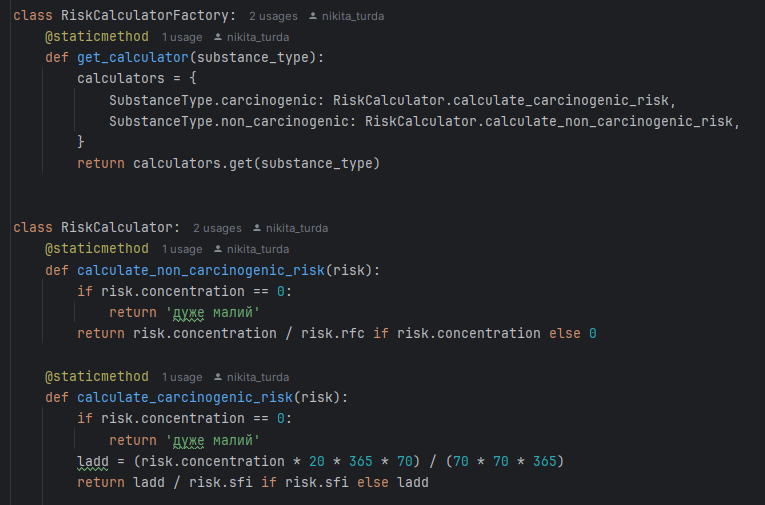 class RiskCalculatorFactory: 2 usages nikita_turda
@staticmethod 1 usage nikita_turda
def get_calculator(substance_type):
calculators = {
SubstanceType.carcinogenic: RiskCalculator.calculate_carcinogenic_risk,
SubstanceType.non_carcinogenic: RiskCalculator.calculate_non_carcinogenic_risk,
}
return calculators.get(substance_type)
class RiskCalculator: 2 usages nikita_turda
@staticmethod 1 usage nikita_turda
def calculate_non_carcinogenic_risk(risk):
if risk.concentration == 0:
return 'дуже малий'
return risk.concentration / risk.rfc if risk.concentration else 0
@staticmethod 1 usage nikita_turda
def calculate_carcinogenic_risk(risk):
if risk.concentration == 0:
return 'дуже малий'
ladd = (risk.concentration * 20 * 365 * 70) / (70 * 70 * 365)
return ladd / risk.sfi if risk.sfi else ladd